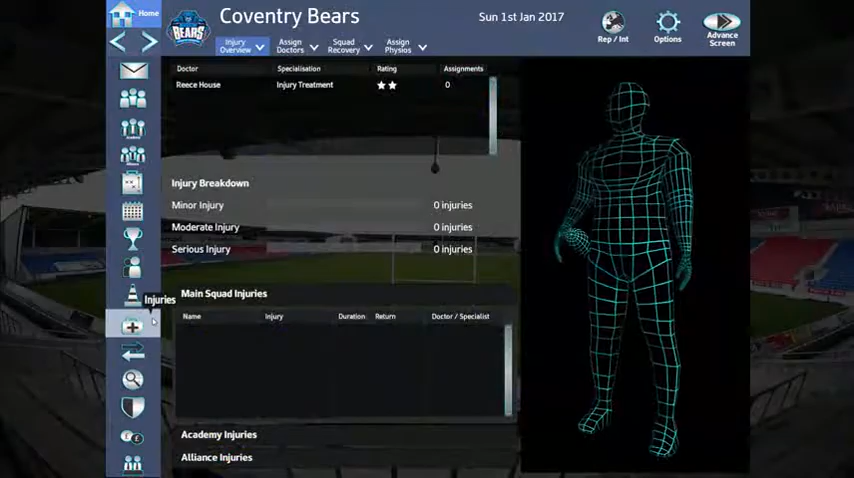 Home
Coventry Bears
Sun 1st Jan 2017
BEARS
Rep / Int
Options
Advance
Screen
Injury
Overview
Assign
Doctors
Squad
Recovery
Assign
Physios
Doctor Specialisation Rating Assignments
Reece House Injury Treatment 0
Injury Breakdown
Minor Injury 0 injuries
Moderate Injury 0 injuries
Serious Injury 0 injuries
Main Squad Injuries
Injuries
Name Injury Duration Return Doctor / Specialist
Academy Injuries
Alliance Injuries